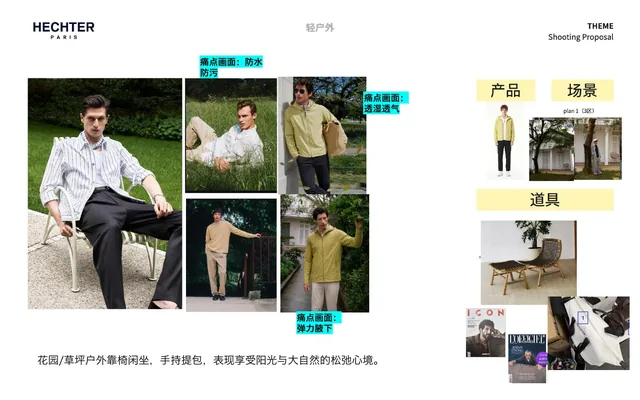 HECHTER
PARIS
轻户外
THEME
Shooting Proposal
痛点画面：防水
防污
痛点画面：
透湿透气
产品
场景
plan 1（3区）
道具
ICON
L'OFFICIEL
痛点画面：
弹力腋下
花园/草坪户外靠椅闲坐，手持提包，表现享受阳光与大自然的松弛心境。